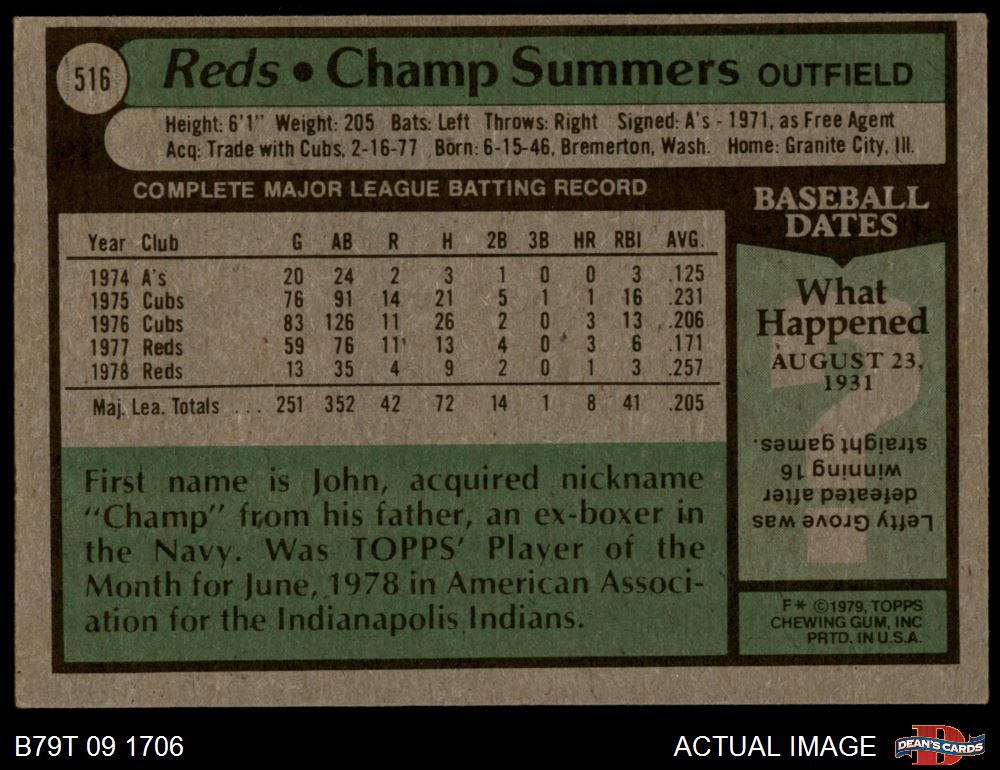 516
Reds • Champ Summers OUTFIELD
Height: 6'1" Weight: 205 Bats: Left Throws: Right Signed: A's - 1971, as Free Agent
Acq: Trade with Cubs, 2-16-77 Born: 6-15-46, Bremerton, Wash. Home: Granite City, Ill.
COMPLETE MAJOR LEAGUE BATTING RECORD
Year Club G AB R H 2B 3B HR RBI AVG.
1974 A's 20 24 2 3 1 0 0 3 .125
1975 Cubs 76 91 14 21 5 1 1 16 .231
1976 Cubs 83 126 11 26 2 0 3 13 .206
1977 Reds 59 76 11 13 4 0 3 6 .171
1978 Reds 13 35 4 9 2 0 1 3 .257
Maj. Lea. Totals ... 251 352 42 72 14 1 8 41 .205
First name is John, acquired nickname
"Champ" from his father, an ex-boxer in
the Navy. Was TOPPS' Player of the
Month for June, 1978 in American Associ-
ation for the Indianapolis Indians.
BASEBALL
DATES
What
Happened
AUGUST 23,
1931
?
Lefty Grove was
defeated after
winning 16
straight games.
F* ©1979, TOPPS
CHEWING GUM, INC
PRTD. IN U.S.A.
B79T 09 1706
ACTUAL IMAGE
D
DEAN'S CARDS